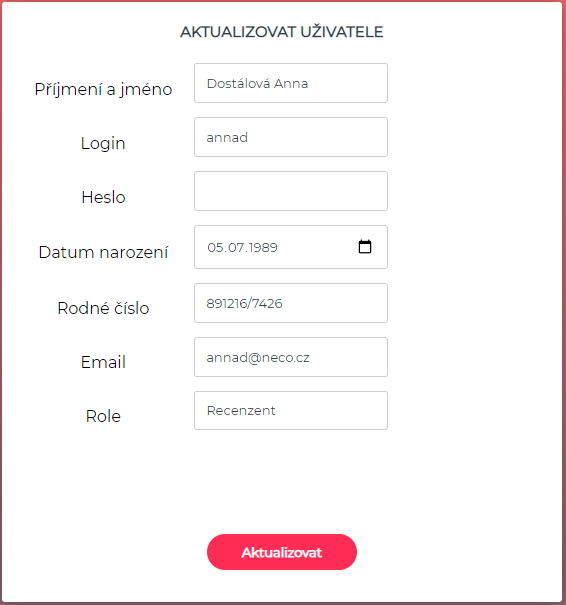 AKTUALIZOVAT UŽIVATELE
Příjmení a jméno Dostálová Anna
Login annad
Heslo
Datum narození 05.07.1989
Rodné číslo 891216/7426
Email annad@neco.cz
Role Recenzent
Aktualizovat